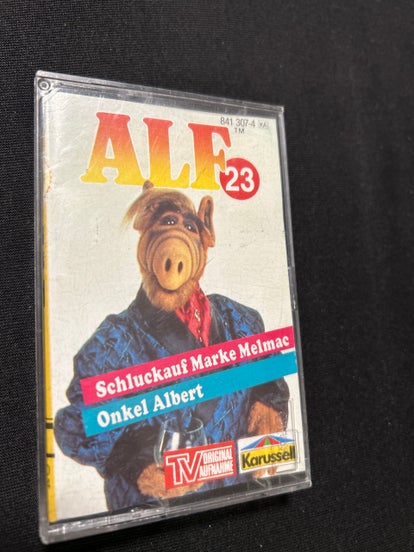 841 307-4
ALF
TM
23
Schluckauf Marke Melmac
Onkel Albert
TV ORIGINAL
AUFNAHME
Karussell